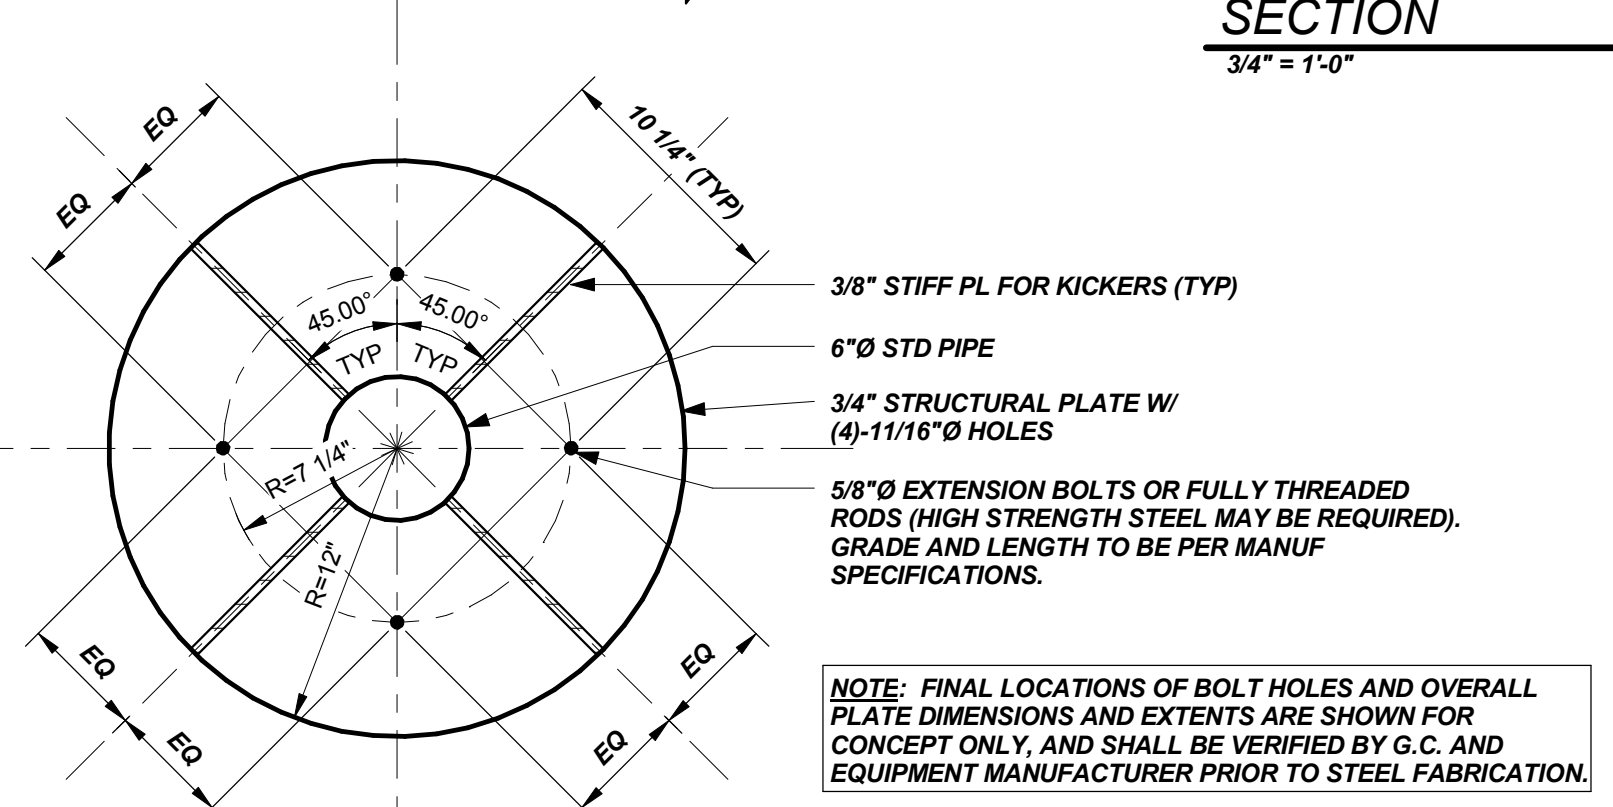 SECTION
3/4" = 1'-0"
EQ
EQ
10 1/4" (TYP)
45.00°
45.00°
TYP
TYP
3/8" STIFF PL FOR KICKERS (TYP)
6"Ø STD PIPE
3/4" STRUCTURAL PLATE W/
(4)-11/16"Ø HOLES
R=7 1/4"
R=12"
5/8"Ø EXTENSION BOLTS OR FULLY THREADED
RODS (HIGH STRENGTH STEEL MAY BE REQUIRED).
GRADE AND LENGTH TO BE PER MANUF
SPECIFICATIONS.
EQ
EQ
EQ
EQ
NOTE: FINAL LOCATIONS OF BOLT HOLES AND OVERALL
PLATE DIMENSIONS AND EXTENTS ARE SHOWN FOR
CONCEPT ONLY, AND SHALL BE VERIFIED BY G.C. AND
EQUIPMENT MANUFACTURER PRIOR TO STEEL FABRICATION.